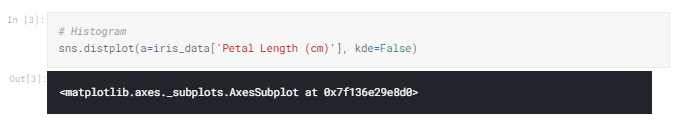 In [3]:
# Histogram
sns.distplot(a=iris_data['Petal Length (cm)'], kde=False)
Out[3]:
<matplotlib.axes._subplots.AxesSubplot at 0x7f136e29e8d0>